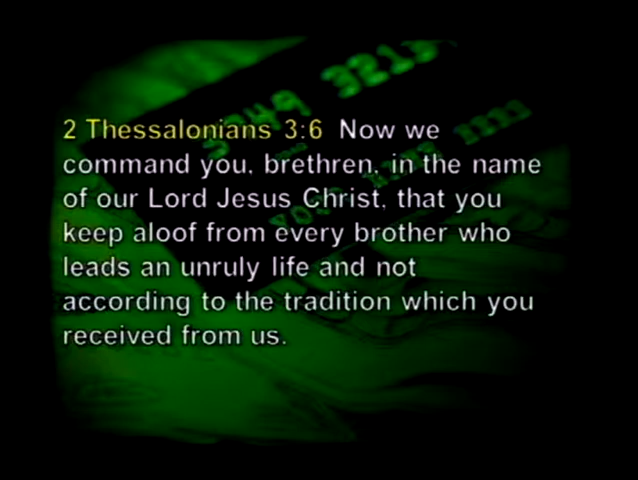 2 Thessalonians 3:6 Now we
command you, brethren, in the name
of our Lord Jesus Christ, that you
keep aloof from every brother who
leads an unruly life and not
according to the tradition which you
received from us.